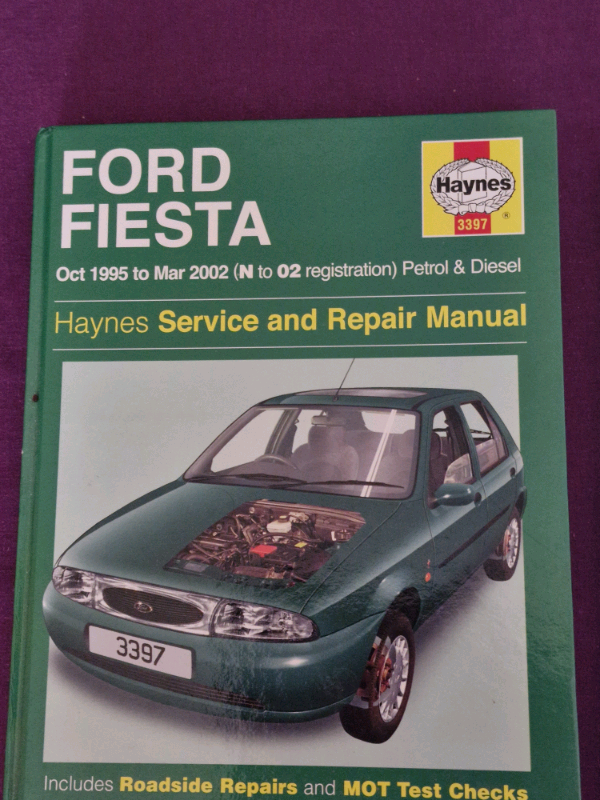 FORD
FIESTA
Haynes
®
3397
Oct 1995 to Mar 2002 (N to 02 registration) Petrol & Diesel
Haynes Service and Repair Manual
3397
Includes Roadside Repairs and MOT Test Checks